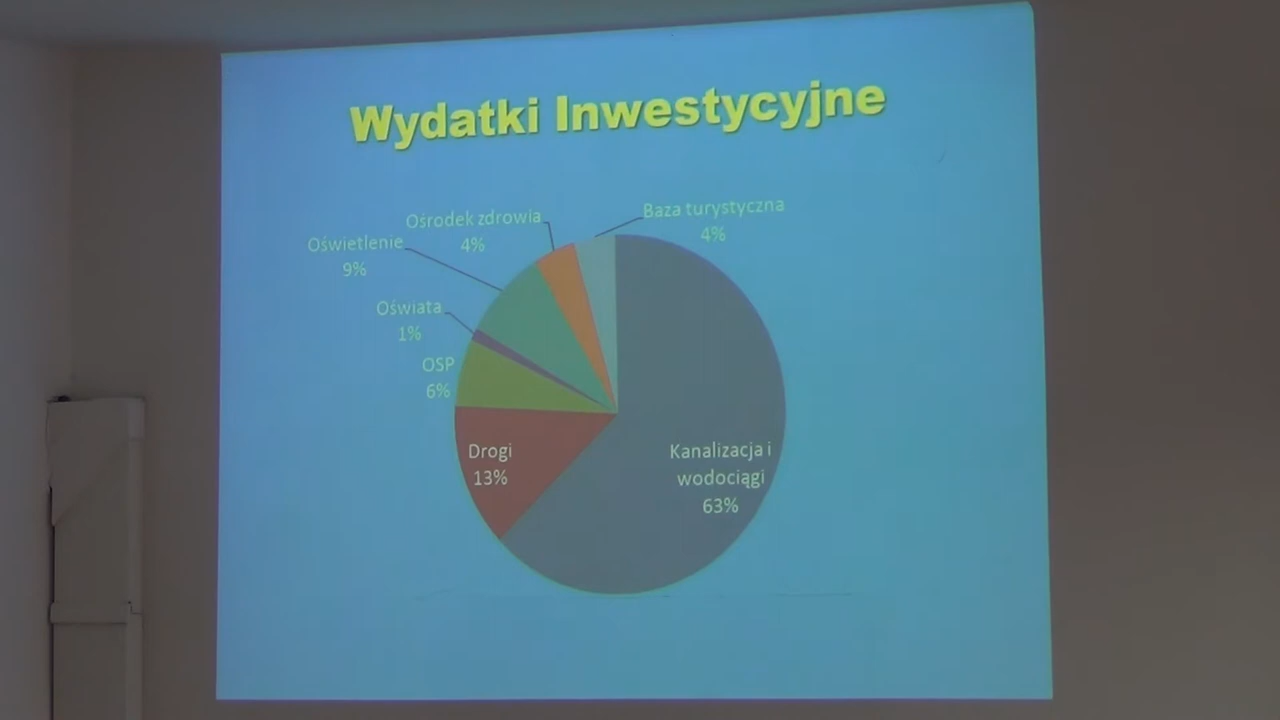 Wydatki Inwestycyjne
Ośrodek zdrowia
4%
Baza turystyczna
4%
Oświetlenie
9%
Oświata
1%
OSP
6%
Drogi
13%
Kanalizacja i
wodociągi
63%